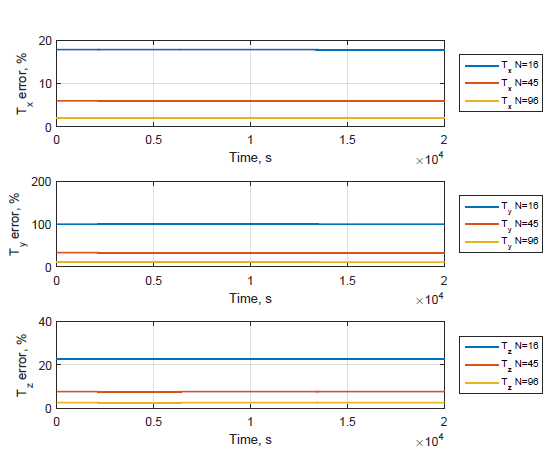 20
10
0
T_x error, %
0 0.5 1 1.5 2
Time, s
×10^4
T_x N=16
T_x N=45
T_x N=96
200
100
0
T_y error, %
0 0.5 1 1.5 2
Time, s
×10^4
T_y N=16
T_y N=45
T_y N=96
40
20
0
T_z error, %
0 0.5 1 1.5 2
Time, s
×10^4
T_z N=16
T_z N=45
T_z N=96